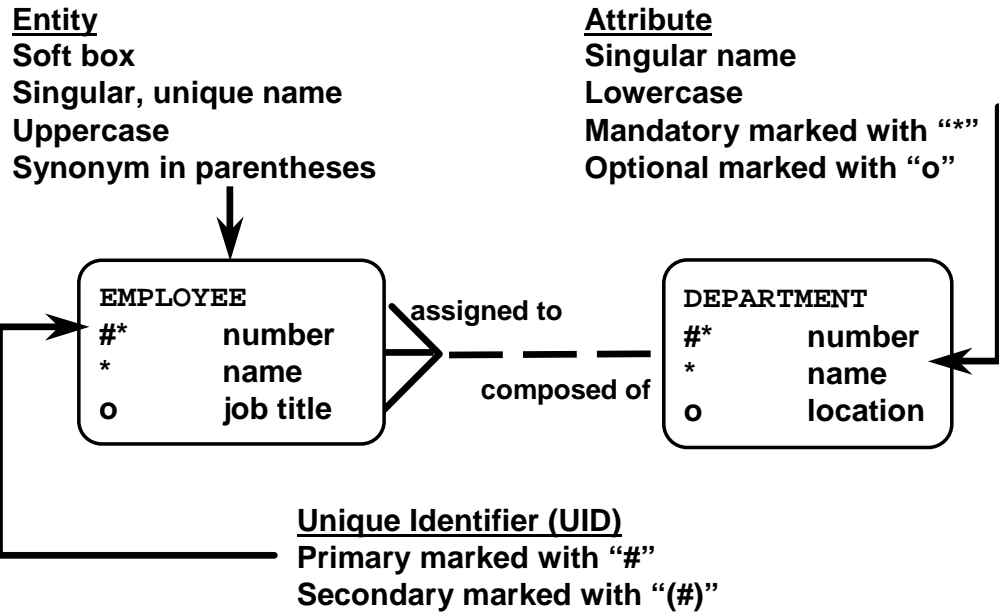 Entity
Soft box
Singular, unique name
Uppercase
Synonym in parentheses
Attribute
Singular name
Lowercase
Mandatory marked with “*”
Optional marked with “o”
EMPLOYEE
#* number
* name
o job title
assigned to
composed of
DEPARTMENT
#* number
* name
o location
Unique Identifier (UID)
Primary marked with “#”
Secondary marked with “(#)”